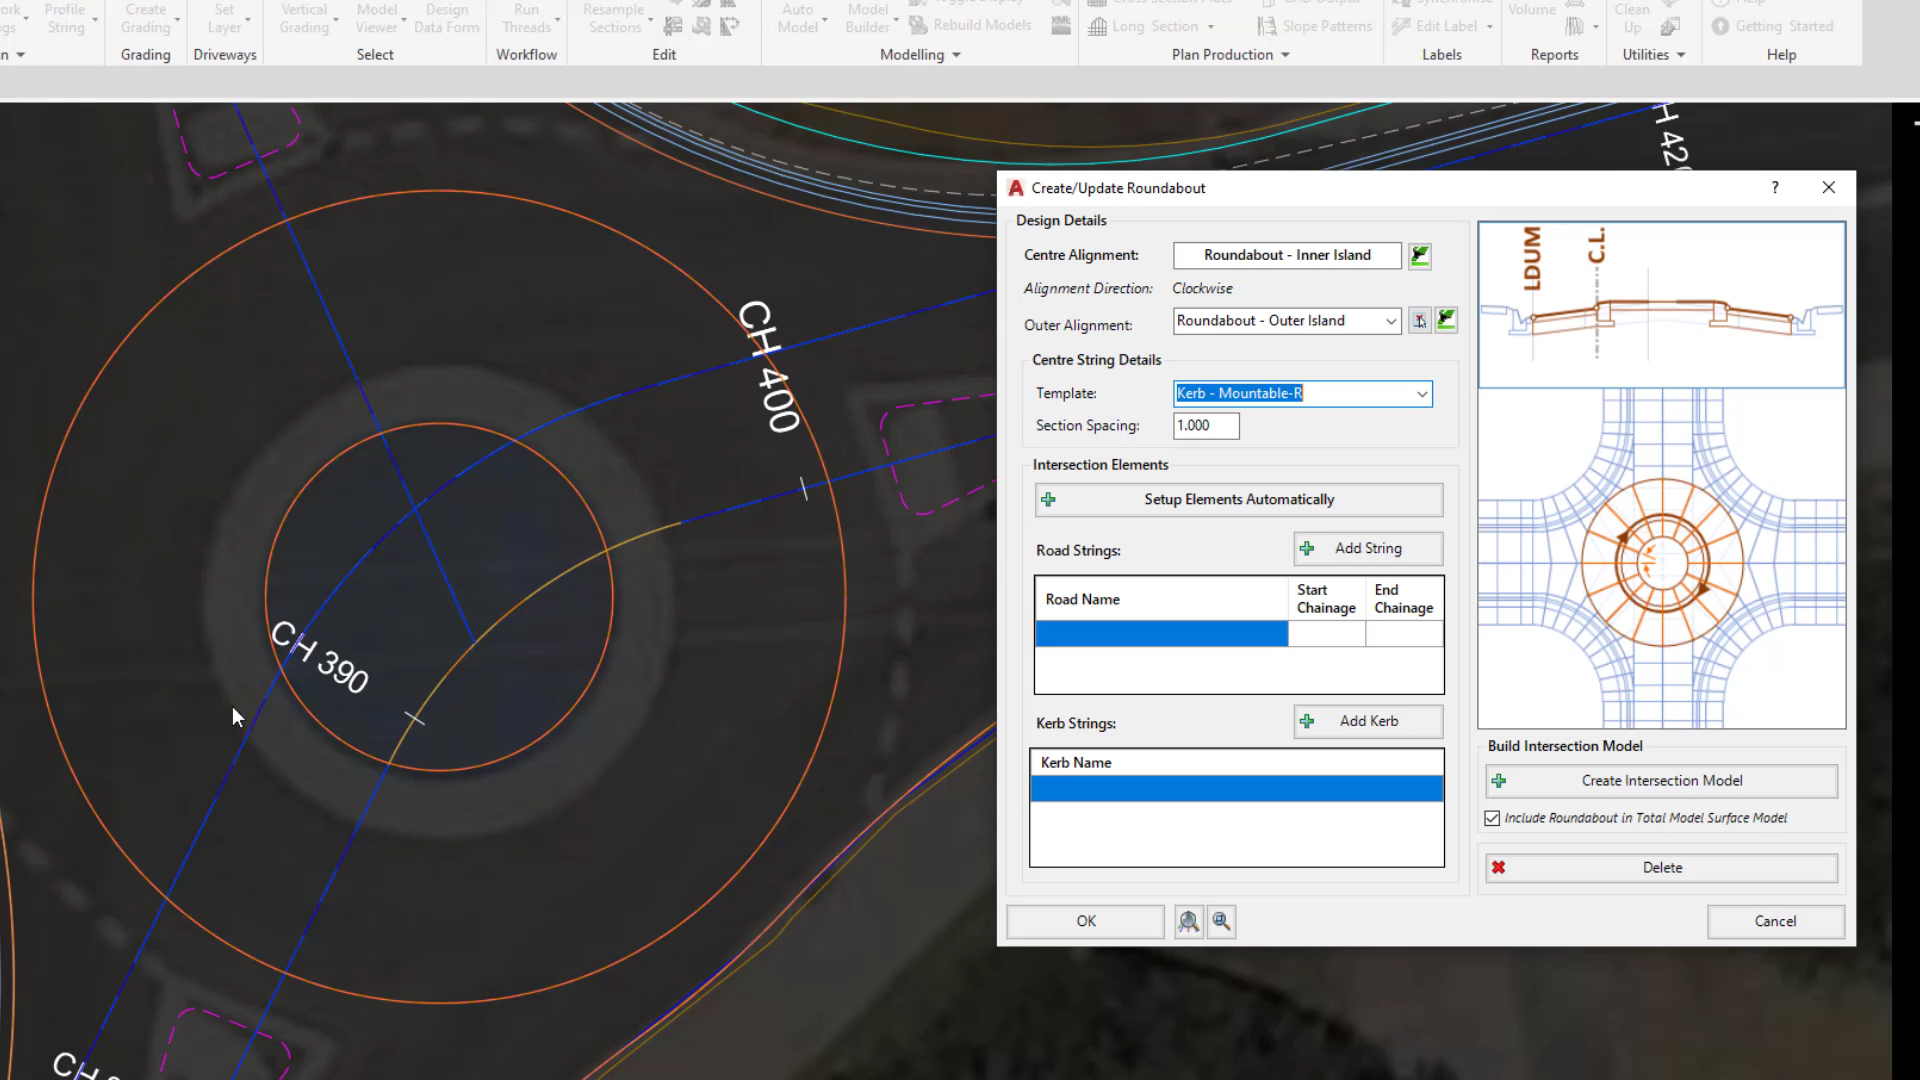 Profile
String
Create
Grading
Grading
Set
Layer
Driveways
Vertical
Grading
Model
Viewer
Design
Data Form
Select
Run
Threads
Workflow
Resample
Sections
Edit
Auto
Model
Model
Builder
Rebuild Models
KML
Modelling
Long Section
Slope Patterns
Plan Production
Edit Label
Labels
Volume
Reports
Clean
Up
Utilities
Getting Started
Help
CH 400
CH 390
H 420
Create/Update Roundabout
?
Design Details
Centre Alignment:
Roundabout - Inner Island
Alignment Direction: Clockwise
Outer Alignment:
Roundabout - Outer Island
Centre String Details
Template:
Kerb - Mountable-R
Section Spacing:
1.000
Intersection Elements
Setup Elements Automatically
Road Strings:
Add String
Road Name
Start
Chainage
End
Chainage
Kerb Strings:
Add Kerb
Kerb Name
LDUM
C.L.
Build Intersection Model
Create Intersection Model
Include Roundabout in Total Model Surface Model
Delete
OK
Cancel